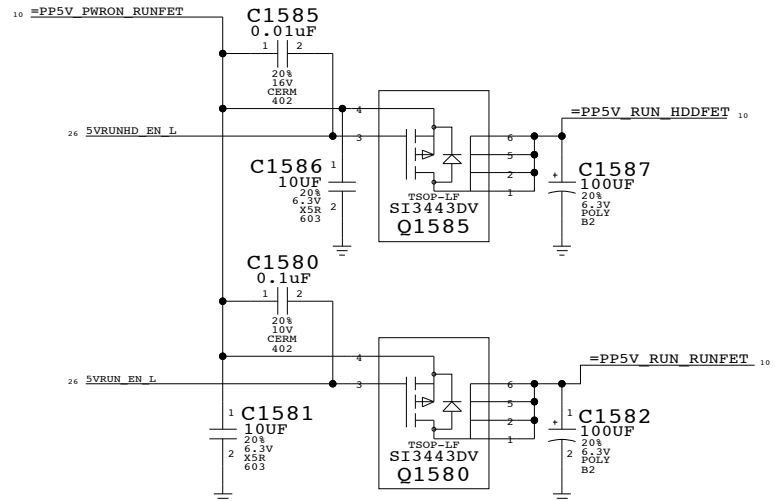 10 =PP5V_PWRON_RUNFET
C1585
0.01uF
1 2
20%
16V
CERM
402
4
26 5VRUNHD_EN_L
3
C1586
10UF
20%
6.3V
X5R
603
1
2
6
5
2
1
TSOP-LF
SI3443DV
Q1585
=PP5V_RUN_HDDFET 10
C1587
100UF
20%
6.3V
POLY
B2
+
C1580
0.1uF
1 2
20%
10V
CERM
402
4
26 5VRUN_EN_L
3
1
C1581
10UF
20%
6.3V
X5R
603
2
6
5
2
1
TSOP-LF
SI3443DV
Q1580
=PP5V_RUN_RUNFET 10
1
+
C1582
100UF
20%
6.3V
POLY
B2
2